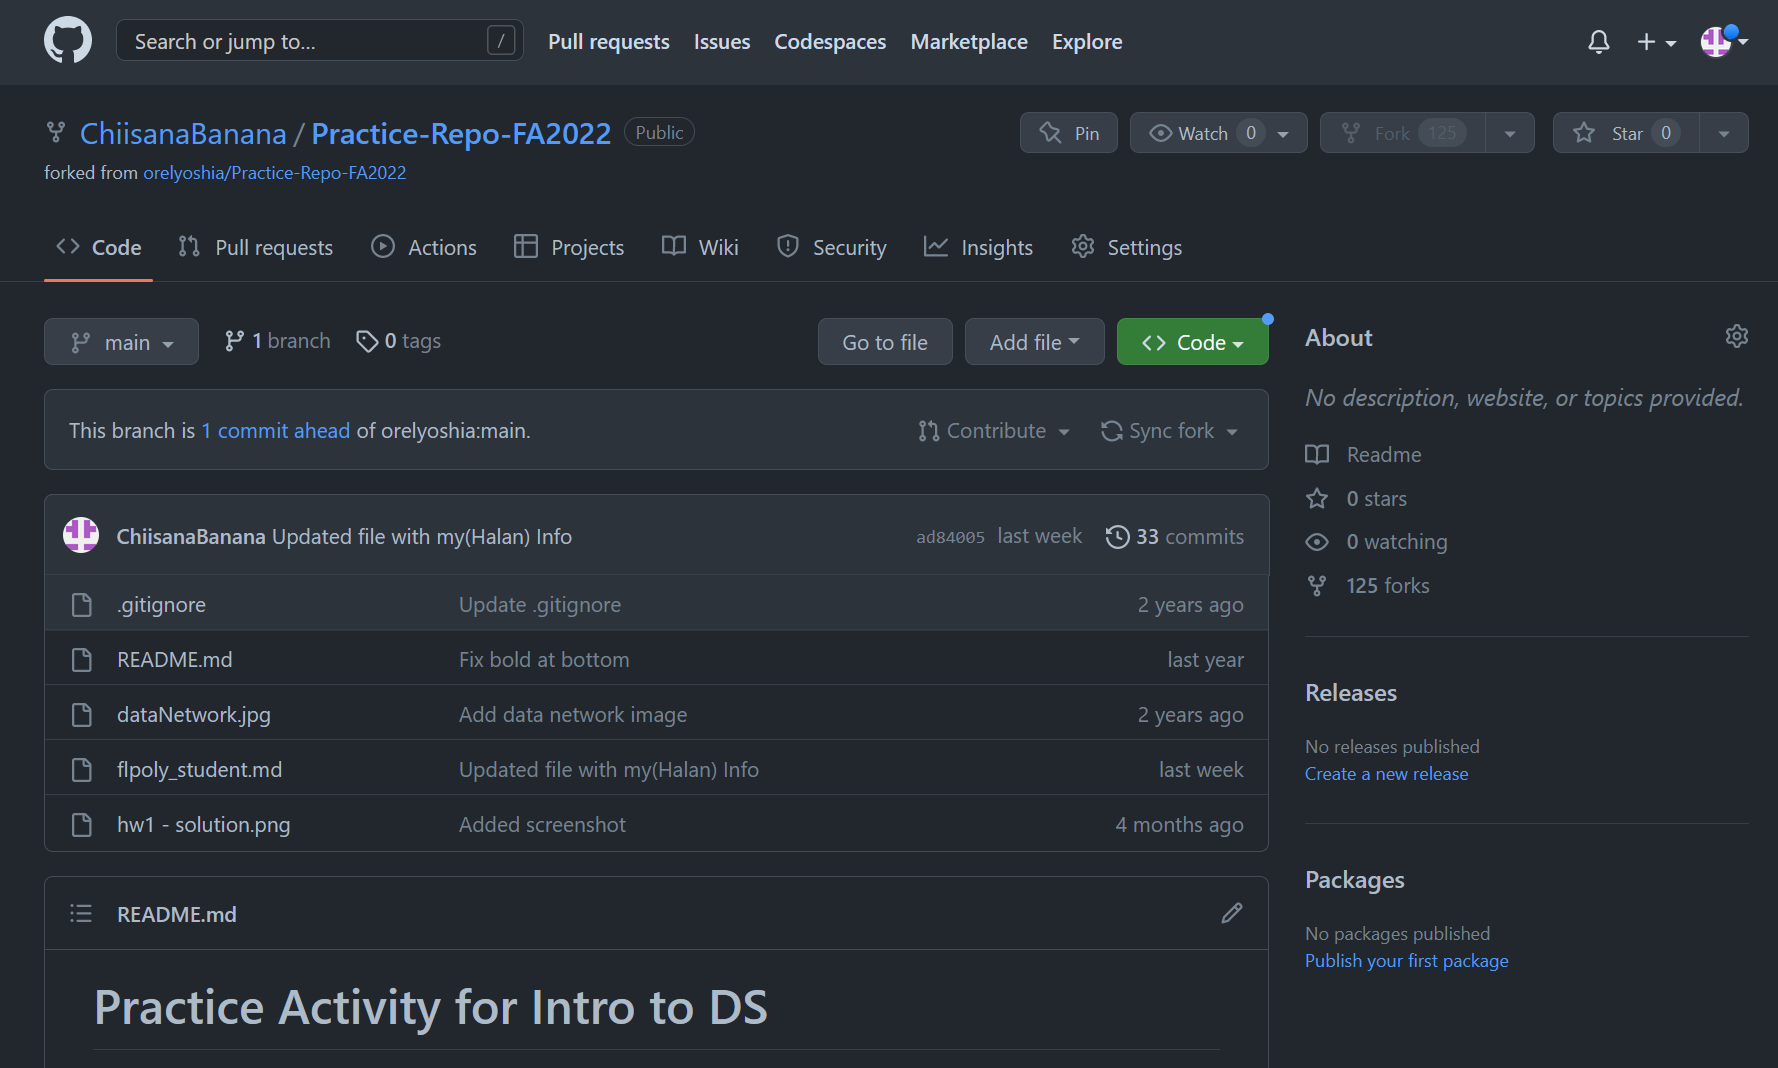 Search or jump to... /
Pull requests Issues Codespaces Marketplace Explore
ChiisanaBanana / Practice-Repo-FA2022 Public
Pin Watch 0 Fork 125 Star 0
forked from orelyoshia/Practice-Repo-FA2022
Code Pull requests Actions Projects Wiki Security Insights Settings
main 1 branch 0 tags
Go to file Add file Code
This branch is 1 commit ahead of orelyoshia:main.
Contribute Sync fork
ChiisanaBanana Updated file with my(Halan) Info ad84005 last week 33 commits
.gitignore Update .gitignore 2 years ago
README.md Fix bold at bottom last year
dataNetwork.jpg Add data network image 2 years ago
flpoly_student.md Updated file with my(Halan) Info last week
hw1 - solution.png Added screenshot 4 months ago
README.md
Practice Activity for Intro to DS
About
No description, website, or topics provided.
Readme
0 stars
0 watching
125 forks
Releases
No releases published
Create a new release
Packages
No packages published
Publish your first package